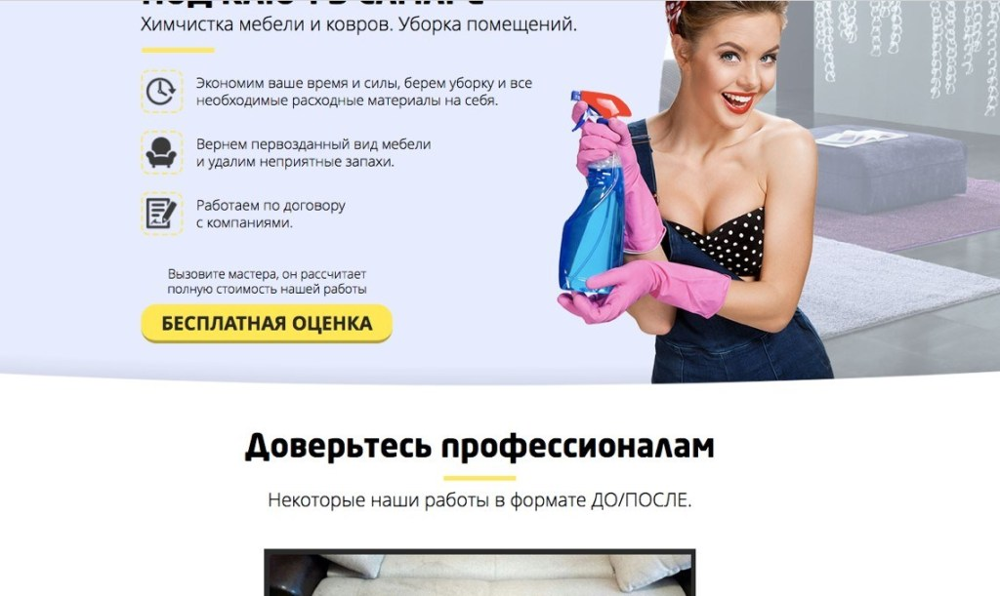 Химчистка мебели и ковров. Уборка помещений.
Экономим ваше время и силы, берем уборку и все
необходимые расходные материалы на себя.
Вернем первозданный вид мебели
и удалим неприятные запахи.
Работаем по договору
с компаниями.
Вызовите мастера, он рассчитает
полную стоимость нашей работы
БЕСПЛАТНАЯ ОЦЕНКА
Доверьтесь профессионалам
Некоторые наши работы в формате ДО/ПОСЛЕ.